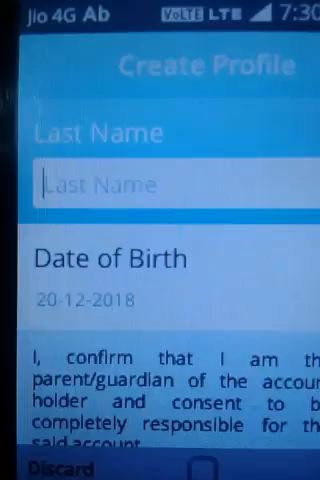 Jio 4G Ab VoLTE LTE 7:30
Create Profile
Last Name
Last Name
Date of Birth
20-12-2018
I, confirm that I am th
parent/guardian of the accoun
holder and consent to b
completely responsible for th
said account
Discard